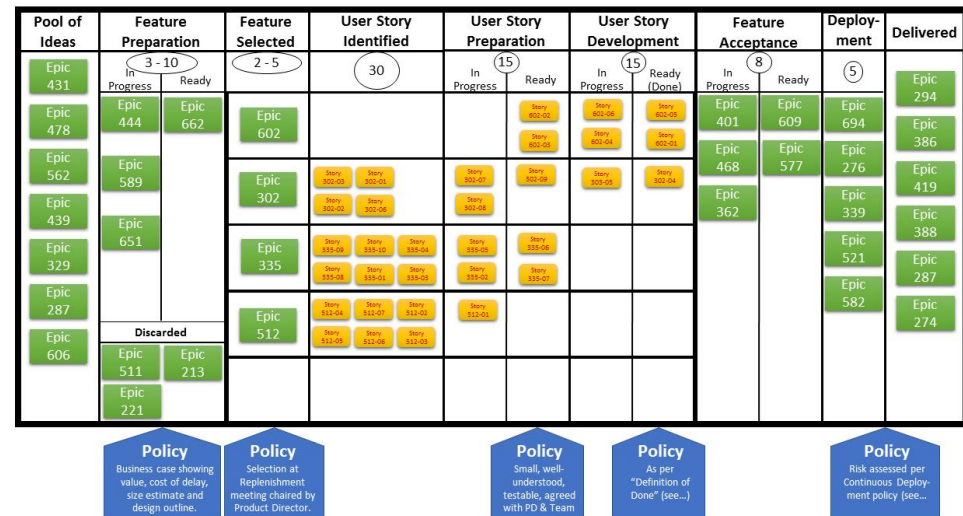 Pool of
Ideas
Feature
Preparation
Feature
Selected
User Story
Identified
User Story
Preparation
User Story
Development
Feature
Acceptance
Deploy-
ment
Delivered
3 - 10
In
Progress
Ready
2 - 5
30
15
In
Progress
Ready
15
In
Progress
Ready
(Done)
8
In
Progress
Ready
5
Epic
431
Epic
478
Epic
562
Epic
439
Epic
329
Epic
287
Epic
606
Epic
444
Epic
662
Epic
589
Epic
651
Discarded
Epic
511
Epic
213
Epic
221
Epic
602
Story
602-02
Story
602-03
Story
602-06
Story
602-05
Story
602-04
Story
602-01
Epic
302
Story
302-03
Story
302-01
Story
302-02
Story
302-06
Story
302-07
Story
302-09
Story
302-08
Story
305-05
Story
302-04
Epic
335
Story
335-09
Story
335-10
Story
335-04
Story
335-08
Story
335-01
Story
335-03
Story
335-05
Story
335-06
Story
335-02
Story
335-07
Epic
512
Story
512-04
Story
512-07
Story
512-02
Story
512-05
Story
512-06
Story
512-03
Story
512-01
Epic
401
Epic
609
Epic
468
Epic
577
Epic
362
Epic
694
Epic
276
Epic
339
Epic
521
Epic
582
Epic
294
Epic
386
Epic
419
Epic
388
Epic
287
Epic
274
Policy
Business case showing
value, cost of delay,
size estimate and
design outline.
Policy
Selection at
Replenishment
meeting chaired by
Product Director.
Policy
Small, well-
understood,
testable, agreed
with PD & Team
Policy
As per
“Definition of
Done” (see…)
Policy
Risk assessed per
Continuous Deploy-
ment policy (see…